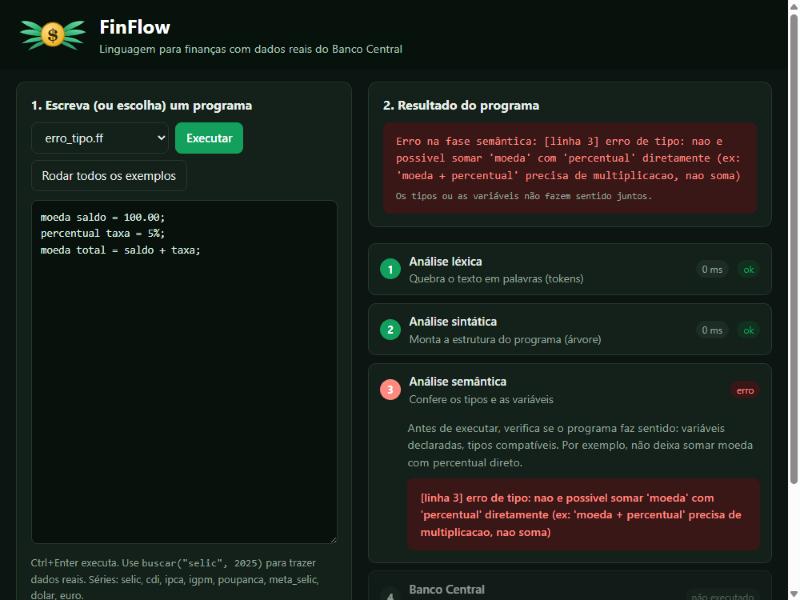 FinFlow
Linguagem para finanças com dados reais do Banco Central
1. Escreva (ou escolha) um programa
erro_tipo.ff
Executar
Rodar todos os exemplos
moeda saldo = 100.00;
percentual taxa = 5%;
moeda total = saldo + taxa;
Ctrl+Enter executa. Use buscar("selic", 2025) para trazer
dados reais. Séries: selic, cdi, ipca, igpm, poupanca, meta_selic,
dolar, euro.
2. Resultado do programa
Erro na fase semântica: [linha 3] erro de tipo: nao e
possivel somar 'moeda' com 'percentual' diretamente (ex:
'moeda + percentual' precisa de multiplicacao, nao soma)
Os tipos ou as variáveis não fazem sentido juntos.
1
Análise léxica
Quebra o texto em palavras (tokens)
0 ms
ok
2
Análise sintática
Monta a estrutura do programa (árvore)
0 ms
ok
3
Análise semântica
Confere os tipos e as variáveis
erro
Antes de executar, verifica se o programa faz sentido: variáveis
declaradas, tipos compatíveis. Por exemplo, não deixa somar moeda
com percentual direto.
[linha 3] erro de tipo: nao e possivel somar 'moeda' com
'percentual' diretamente (ex: 'moeda + percentual' precisa de
multiplicacao, nao soma)
4
Banco Central
não executado